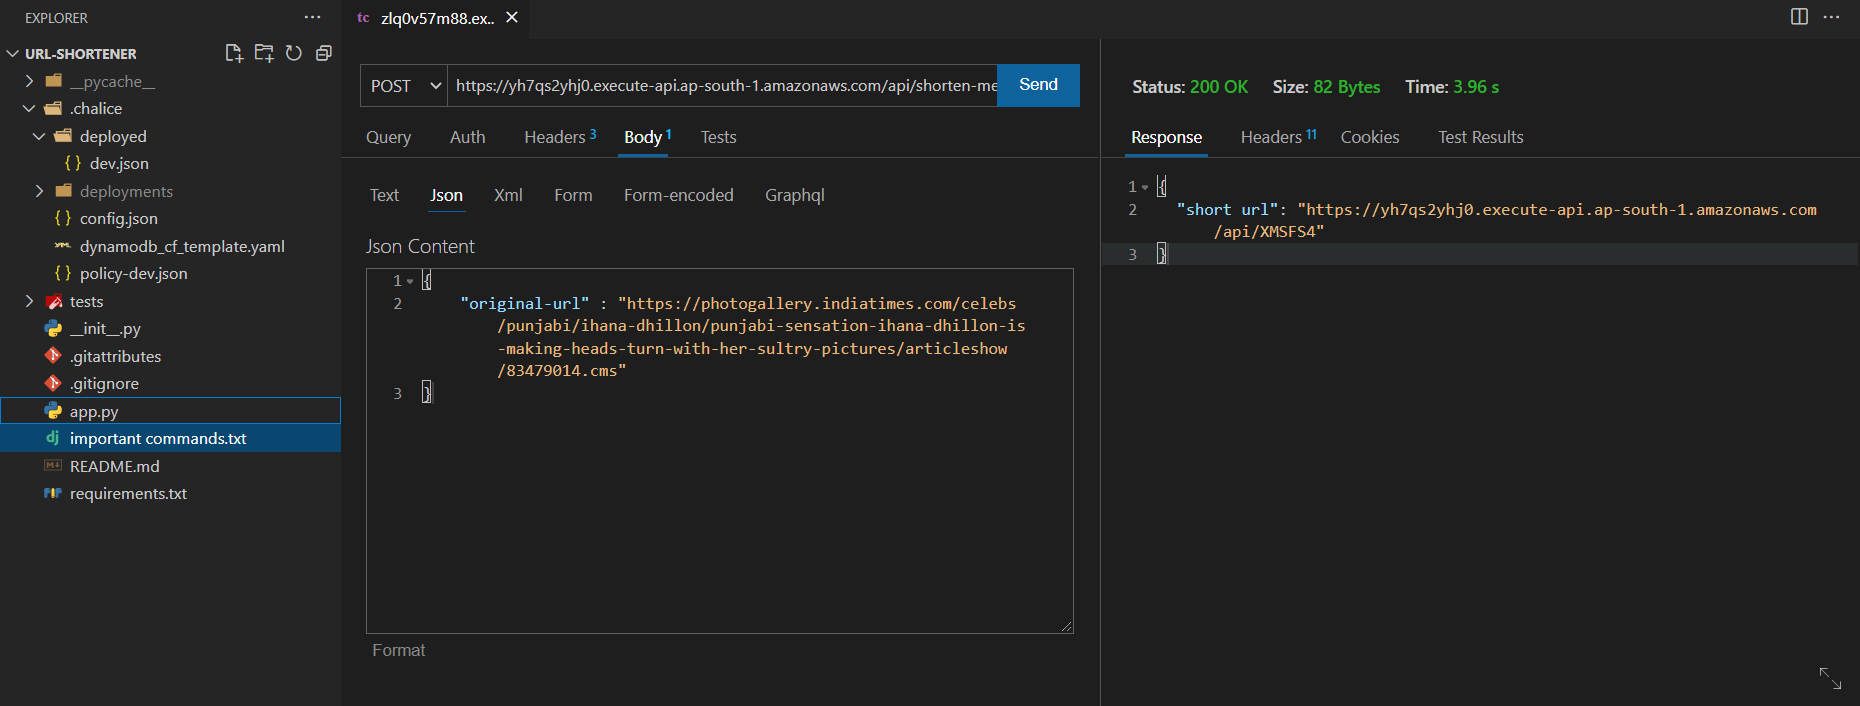 EXPLORER
URL-SHORTENER
__pycache__
.chalice
deployed
{} dev.json
deployments
{} config.json
dynamodb_cf_template.yaml
{} policy-dev.json
tests
__init__.py
.gitattributes
.gitignore
app.py
dj important commands.txt
M↓ README.md
requirements.txt
tc zlq0v57m88.ex..
POST https://yh7qs2yhj0.execute-api.ap-south-1.amazonaws.com/api/shorten-me Send
Query Auth Headers 3 Body 1 Tests
Text Json Xml Form Form-encoded Graphql
Json Content
1 {
2 "original-url" : "https://photogallery.indiatimes.com/celebs
/punjabi/ihana-dhillon/punjabi-sensation-ihana-dhillon-is
-making-heads-turn-with-her-sultry-pictures/articleshow
/83479014.cms"
3 }
Format
Status: 200 OK Size: 82 Bytes Time: 3.96 s
Response Headers 11 Cookies Test Results
1 {
2 "short url": "https://yh7qs2yhj0.execute-api.ap-south-1.amazonaws.com
/api/XMSFS4"
3 }